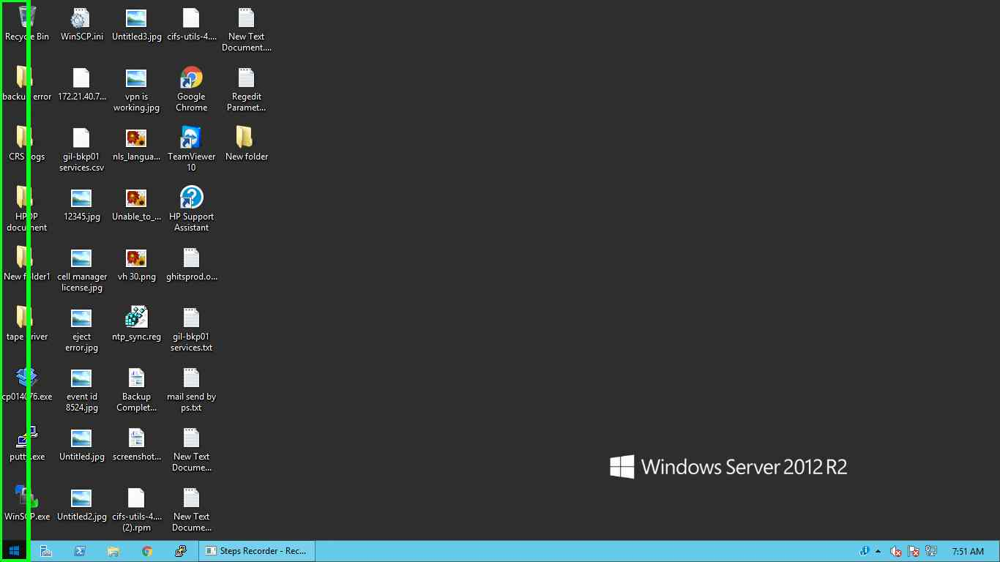 Recycle Bin
WinSCP.ini
Untitled3.jpg
cifs-utils-4....
New Text
Document....
backup error
172.21.40.7...
vpn is
working.jpg
Google
Chrome
Regedit
Paramet...
CRS Logs
gil-bkp01
services.csv
nls_langua...
TeamViewer
10
New folder
HPDP
document
12345.jpg
Unable_to_...
HP Support
Assistant
New folder1
cell manager
license.jpg
vh 30.png
ghitsprod.o...
tape driver
eject
error.jpg
ntp_sync.reg
gil-bkp01
services.txt
cp014076.exe
event id
8524.jpg
Backup
Complet...
mail send by
ps.txt
putty.exe
Untitled.jpg
screenshot...
New Text
Docume...
WinSCP.exe
Untitled2.jpg
cifs-utils-4....
(2).rpm
New Text
Docume...
Windows Server 2012 R2
Steps Recorder - Rec...
7:51 AM